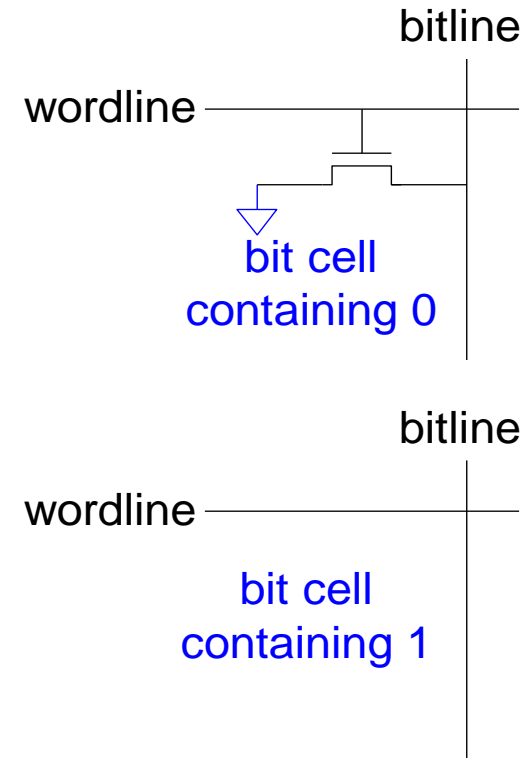 bitline
wordline
bit cell
containing 0
bitline
wordline
bit cell
containing 1